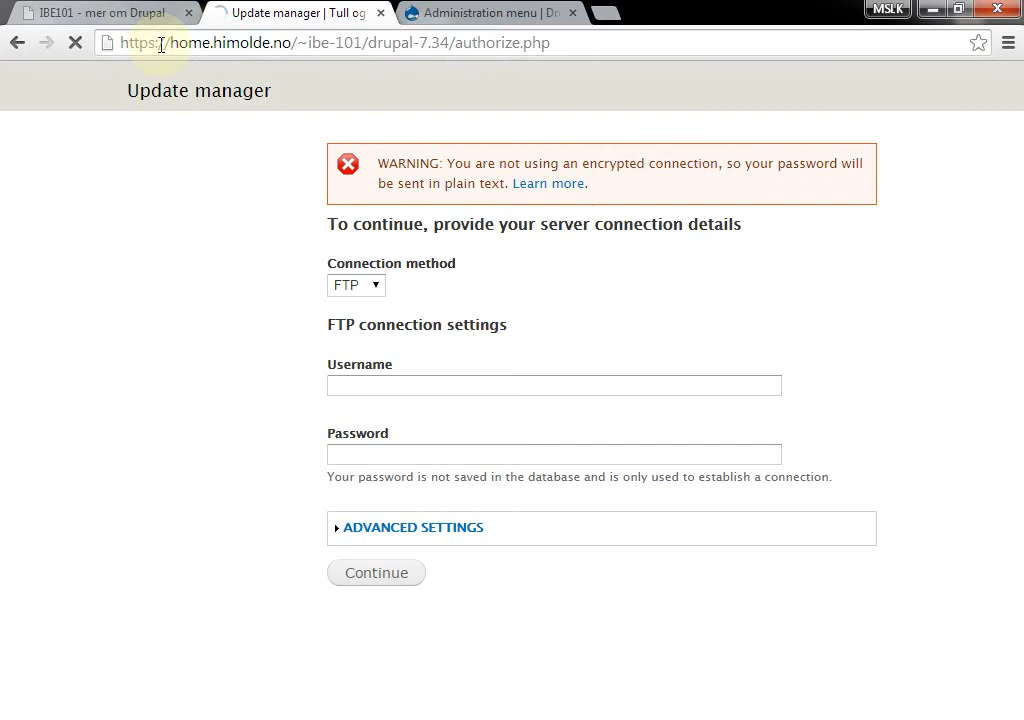 IBE101 - mer om Drupal
Update manager | Tull og
Administration menu | Dr
MSLK
https://home.himolde.no/~ibe-101/drupal-7.34/authorize.php
Update manager
WARNING: You are not using an encrypted connection, so your password will
be sent in plain text. Learn more.
To continue, provide your server connection details
Connection method
FTP
FTP connection settings
Username
Password
Your password is not saved in the database and is only used to establish a connection.
ADVANCED SETTINGS
Continue